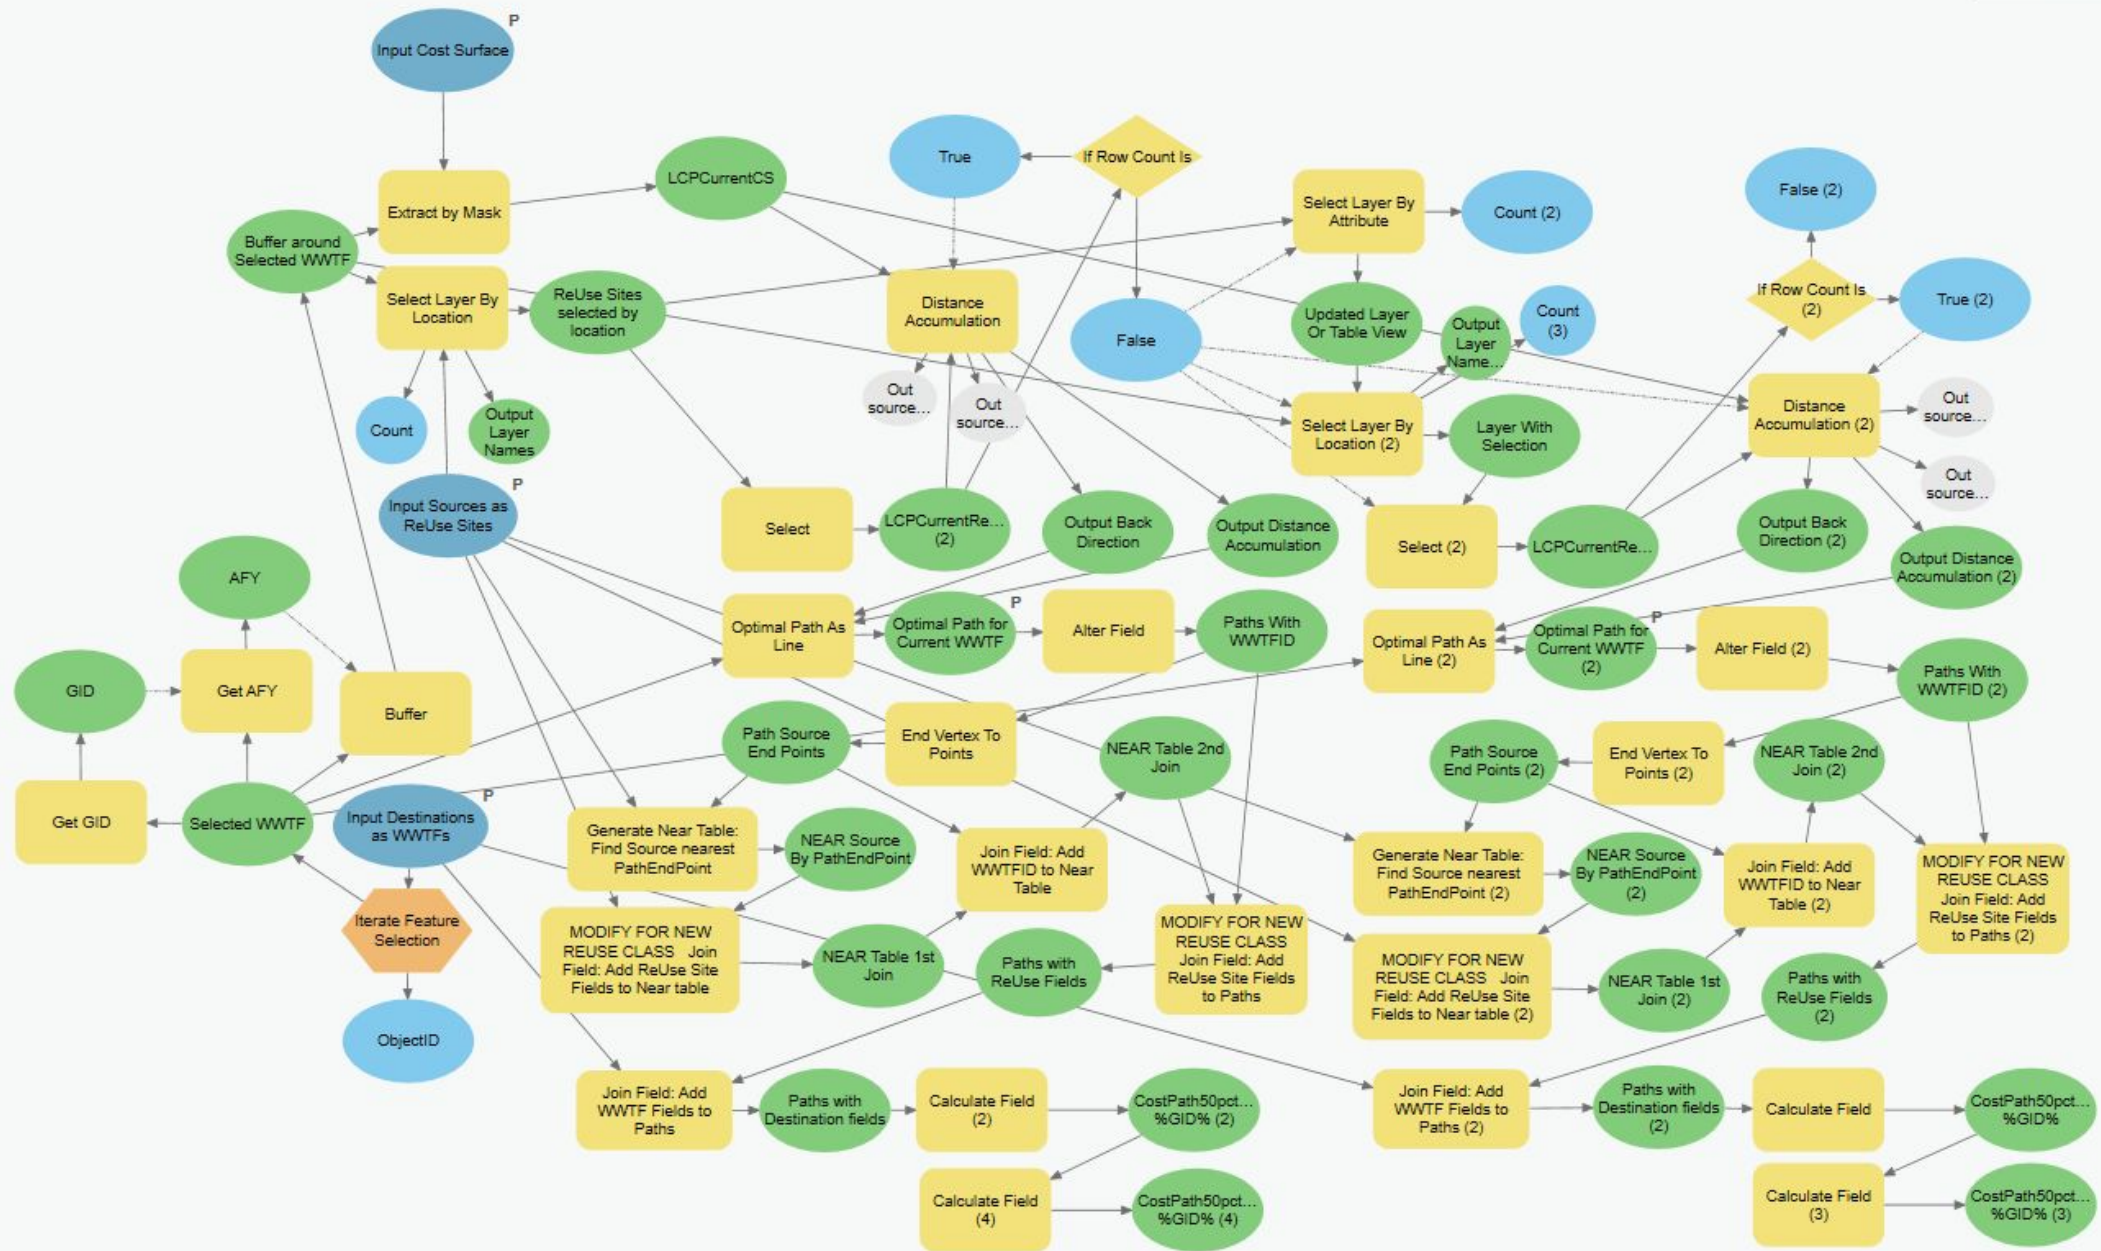 P
Input Cost Surface
Extract by Mask
LCPCurrentCS
True
If Row Count Is
Select Layer By
Attribute
Count (2)
False (2)
Buffer around
Selected WWTF
Select Layer By
Location
ReUse Sites
selected by
location
Distance
Accumulation
False
Updated Layer
Or Table View
Output
Layer
Name...
Count
(3)
If Row Count Is
(2)
True (2)
Count
Output
Layer
Names
Out
source...
Out
source...
Select Layer By
Location (2)
Layer With
Selection
Distance
Accumulation (2)
Out
source...
Out
source...
P
Input Sources as
ReUse Sites
Select
LCPCurrentRe...
(2)
Output Back
Direction
Output Distance
Accumulation
Select (2)
LCPCurrentRe...
Output Back
Direction (2)
Output Distance
Accumulation (2)
AFY
GID
Get AFY
Buffer
Optimal Path As
Line
P
Optimal Path for
Current WWTF
Alter Field
Paths With
WWTFID
Optimal Path As
Line (2)
P
Optimal Path for
Current WWTF
(2)
Alter Field (2)
Paths With
WWTFID (2)
Path Source
End Points
End Vertex To
Points
NEAR Table 2nd
Join
Path Source
End Points (2)
End Vertex To
Points (2)
NEAR Table 2nd
Join (2)
Get GID
Selected WWTF
P
Input Destinations
as WWTFs
Generate Near Table:
Find Source nearest
PathEndPoint
NEAR Source
By PathEndPoint
Join Field: Add
WWTFID to Near
Table
Generate Near Table:
Find Source nearest
PathEndPoint (2)
NEAR Source
By PathEndPoint
(2)
Join Field: Add
WWTFID to Near
Table (2)
MODIFY FOR NEW
REUSE CLASS
Join Field: Add
ReUse Site Fields
to Paths (2)
Iterate Feature
Selection
MODIFY FOR NEW
REUSE CLASS   Join
Field: Add ReUse Site
Fields to Near table
NEAR Table 1st
Join
Paths with
ReUse Fields
MODIFY FOR NEW
REUSE CLASS
Join Field: Add
ReUse Site Fields
to Paths
MODIFY FOR NEW
REUSE CLASS   Join
Field: Add ReUse Site
Fields to Near table (2)
NEAR Table 1st
Join (2)
Paths with
ReUse Fields
(2)
ObjectID
Join Field: Add
WWTF Fields to
Paths
Paths with
Destination fields
Calculate Field
(2)
CostPath50pct...
%GID% (2)
Join Field: Add
WWTF Fields to
Paths (2)
Paths with
Destination fields
(2)
Calculate Field
CostPath50pct...
%GID%
Calculate Field
(4)
CostPath50pct...
%GID% (4)
Calculate Field
(3)
CostPath50pct...
%GID% (3)